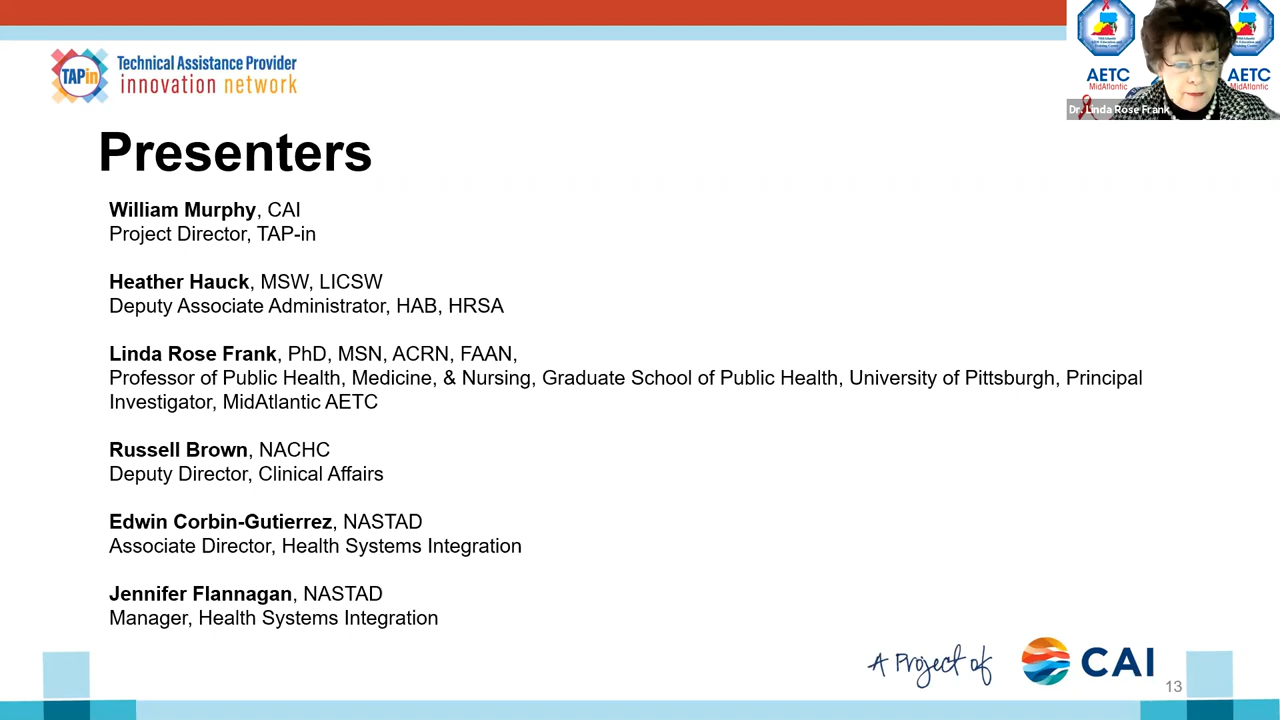 TAPin
Technical Assistance Provider
innovation network
AETC
MidAtlantic
AETC
MidAtlantic
Dr. Linda Rose Frank
Presenters
William Murphy, CAI
Project Director, TAP-in
Heather Hauck, MSW, LICSW
Deputy Associate Administrator, HAB, HRSA
Linda Rose Frank, PhD, MSN, ACRN, FAAN,
Professor of Public Health, Medicine, & Nursing, Graduate School of Public Health, University of Pittsburgh, Principal
Investigator, MidAtlantic AETC
Russell Brown, NACHC
Deputy Director, Clinical Affairs
Edwin Corbin-Gutierrez, NASTAD
Associate Director, Health Systems Integration
Jennifer Flannagan, NASTAD
Manager, Health Systems Integration
A Project of
CAI
13